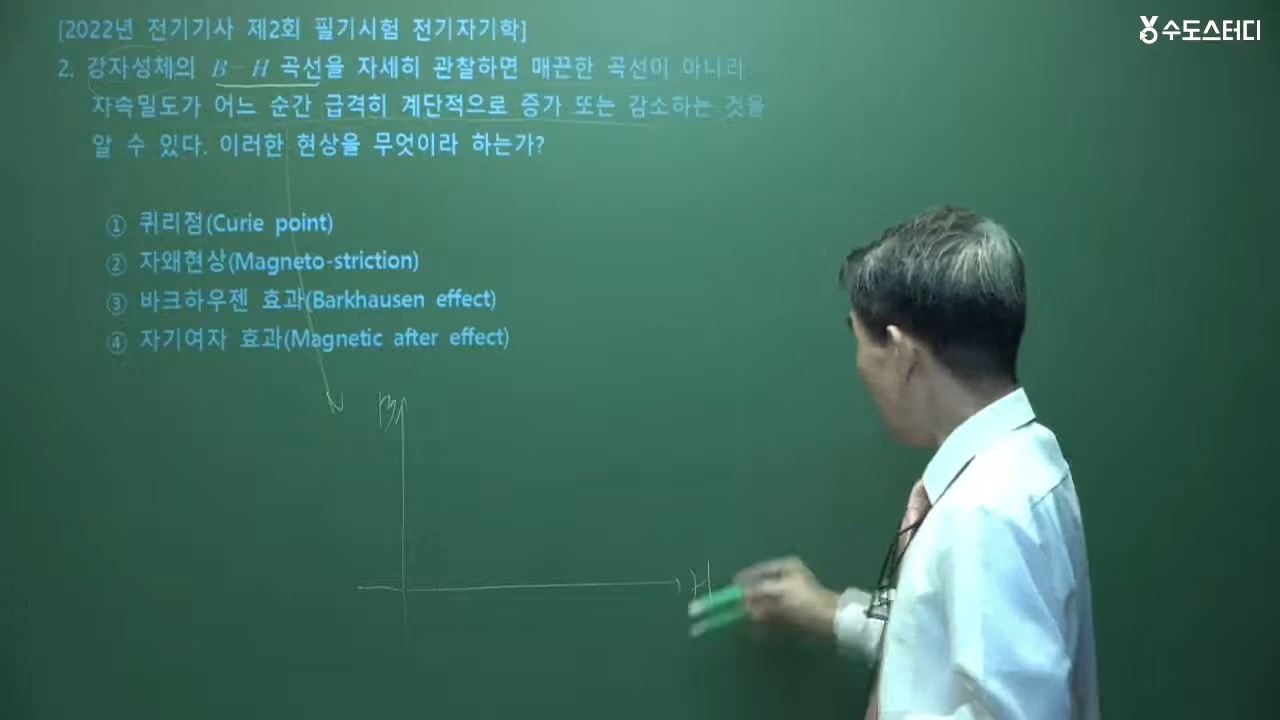 [2022년 전기기사 제2회 필기시험 전기자기학]
수도스터디
2. 강자성체의 B-H 곡선을 자세히 관찰하면 매끈한 곡선이 아니라
자속밀도가 어느 순간 급격히 계단적으로 증가 또는 감소하는 것을
알 수 있다. 이러한 현상을 무엇이라 하는가?
① 퀴리점(Curie point)
② 자왜현상(Magneto-striction)
③ 바크하우젠 효과(Barkhausen effect)
④ 자기여자 효과(Magnetic after effect)
B
H